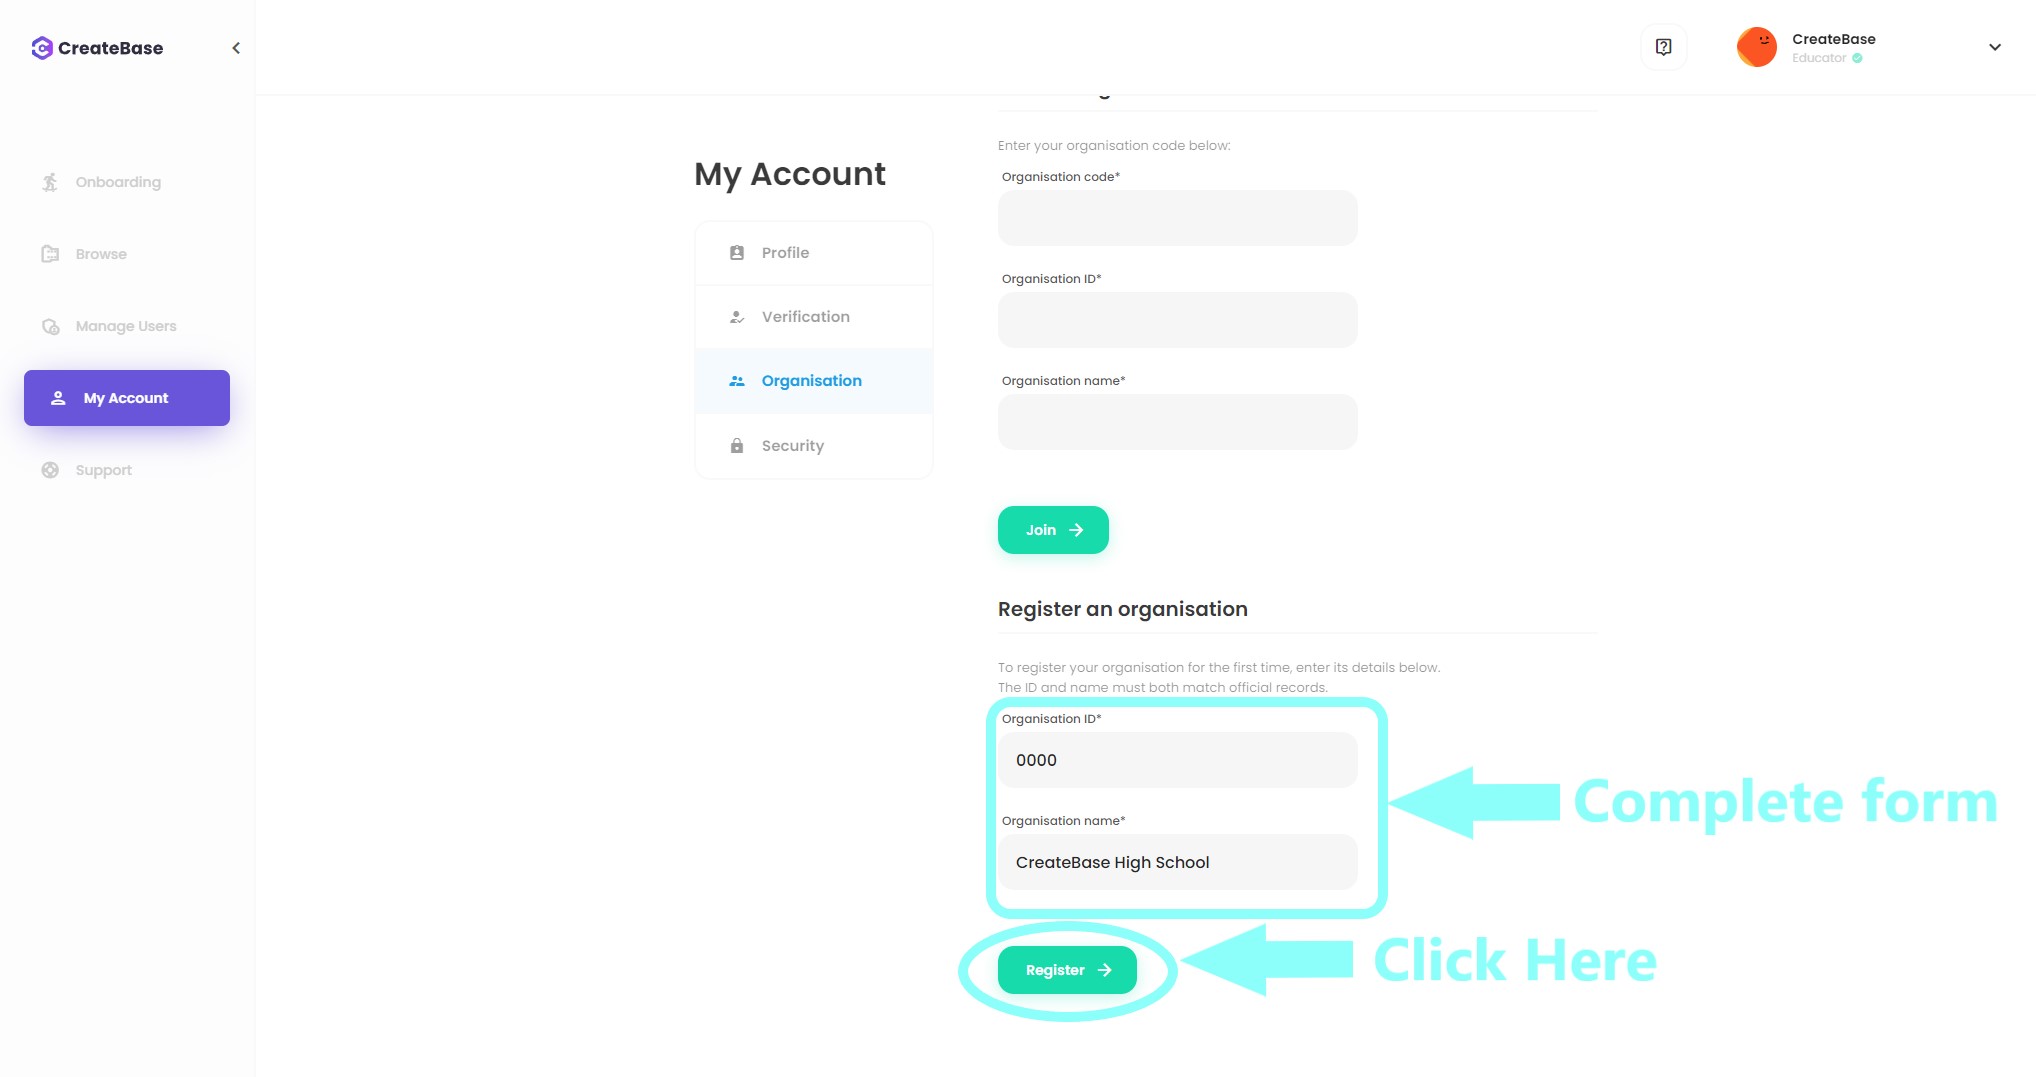 CreateBase
Onboarding
Browse
Manage Users
My Account
Support
CreateBase
Educator
My Account
Profile
Verification
Organisation
Security
Enter your organisation code below:
Organisation code*
Organisation ID*
Organisation name*
Join
Register an organisation
To register your organisation for the first time, enter its details below.
The ID and name must both match official records.
Organisation ID*
0000
Complete form
Organisation name*
CreateBase High School
Register
Click Here